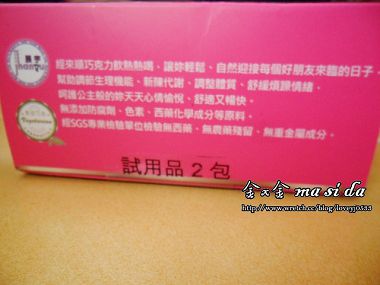 展宇
Jhanyu
經來順巧克力飲熱熱喝、讓妳輕鬆、自然迎接每個好朋友來臨的日子。
幫助調節生理機能、新陳代謝、調整體質、舒緩煩躁情緒、
呵護公主般的妳天天心情愉悅、舒適又暢快。
無添加防腐劑、色素、西藥化學成分等原料。
經SGS專業檢驗單位檢驗無西藥、無農藥殘留、無重金屬成分。
Vegetarian
試用品2包
金x金 ma si da
http://www.wretch.cc/blog/loveyjo533